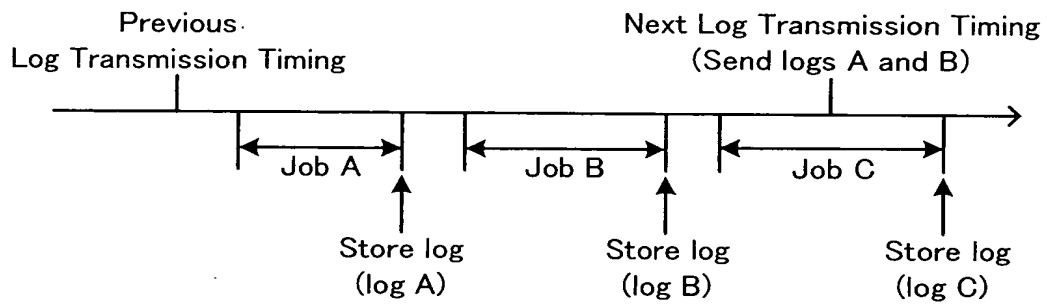 Previous
Log Transmission Timing
Next Log Transmission Timing
(Send logs A and B)
Job A
Job B
Job C
Store log
(log A)
Store log
(log B)
Store log
(log C)